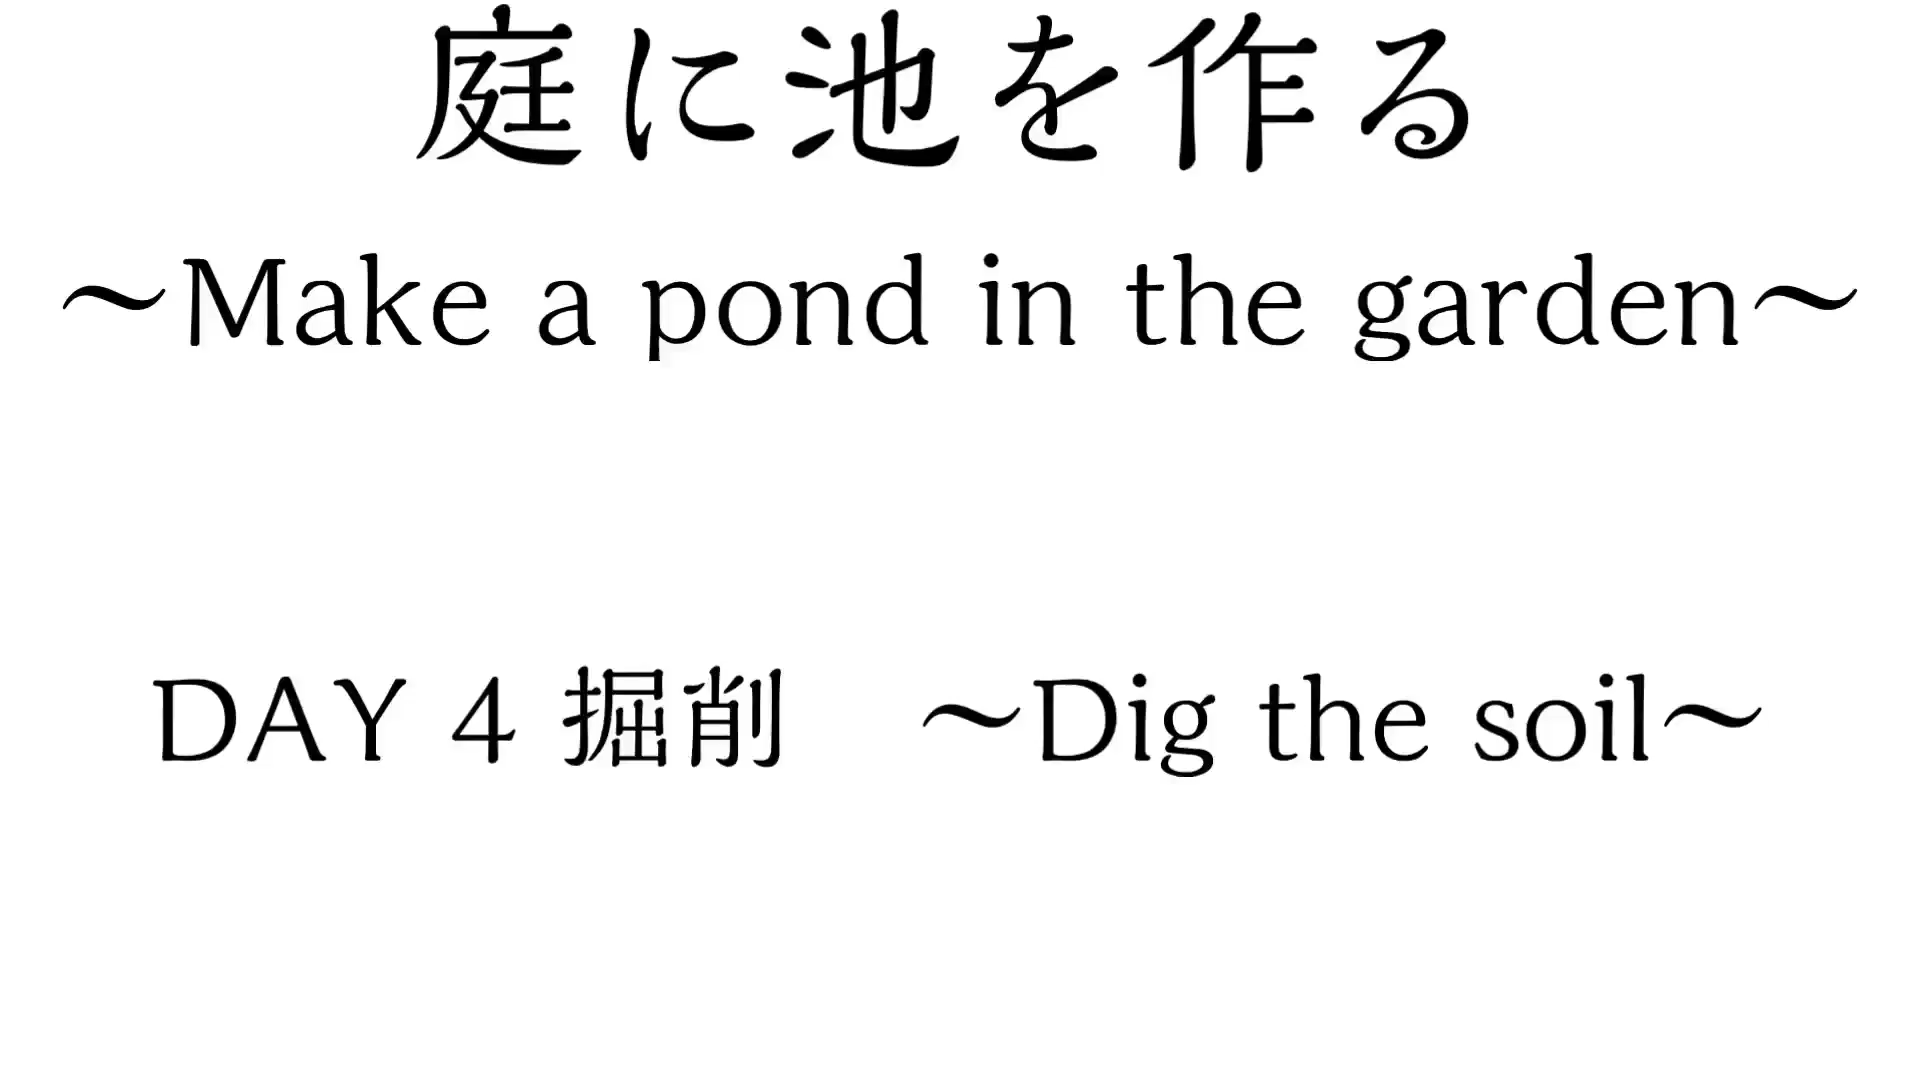 庭に池を作る
〜Make a pond in the garden〜
DAY 4 掘削　〜Dig the soil〜